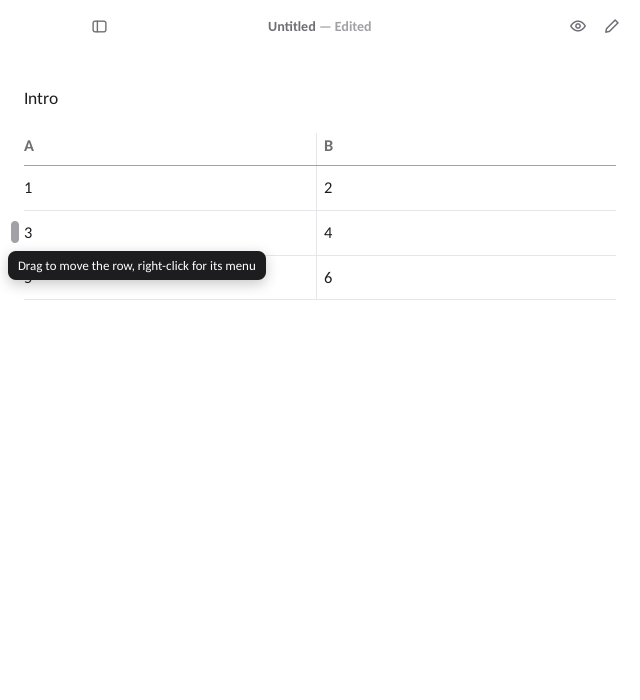 Untitled — Edited
Intro
A B
1 2
3 4
Drag to move the row, right-click for its menu
6